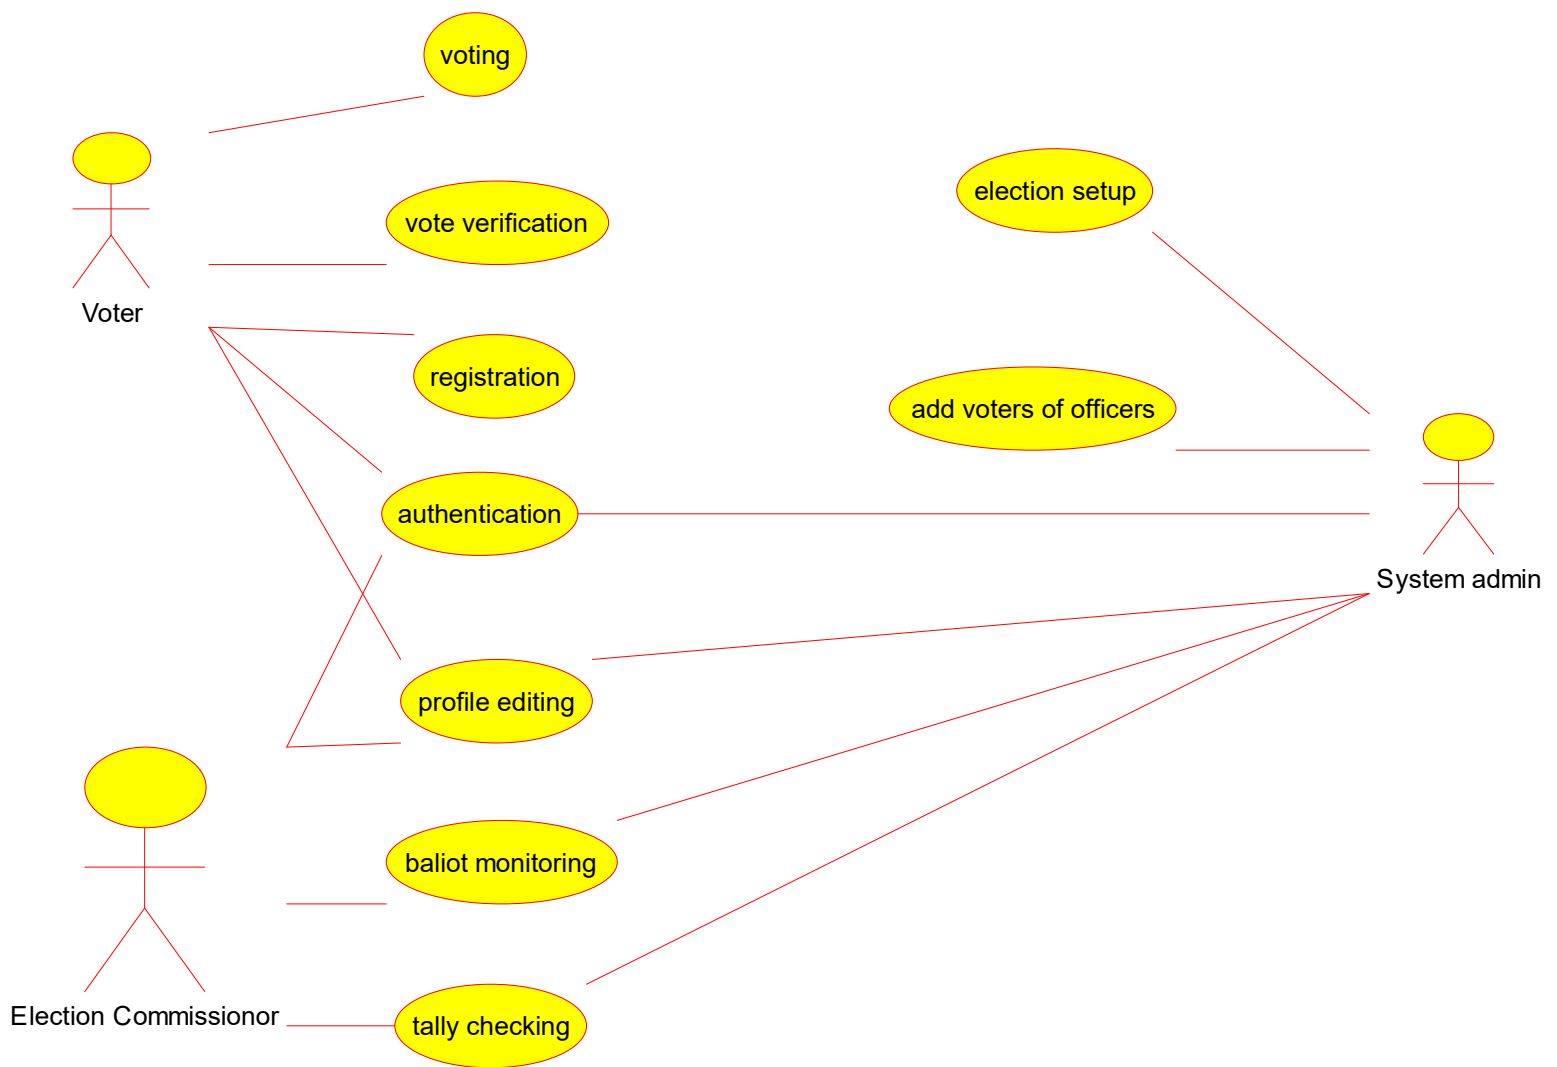 voting
election setup
vote verification
Voter
registration
add voters of officers
authentication
System admin
profile editing
baliot monitoring
Election Commissionor
tally checking